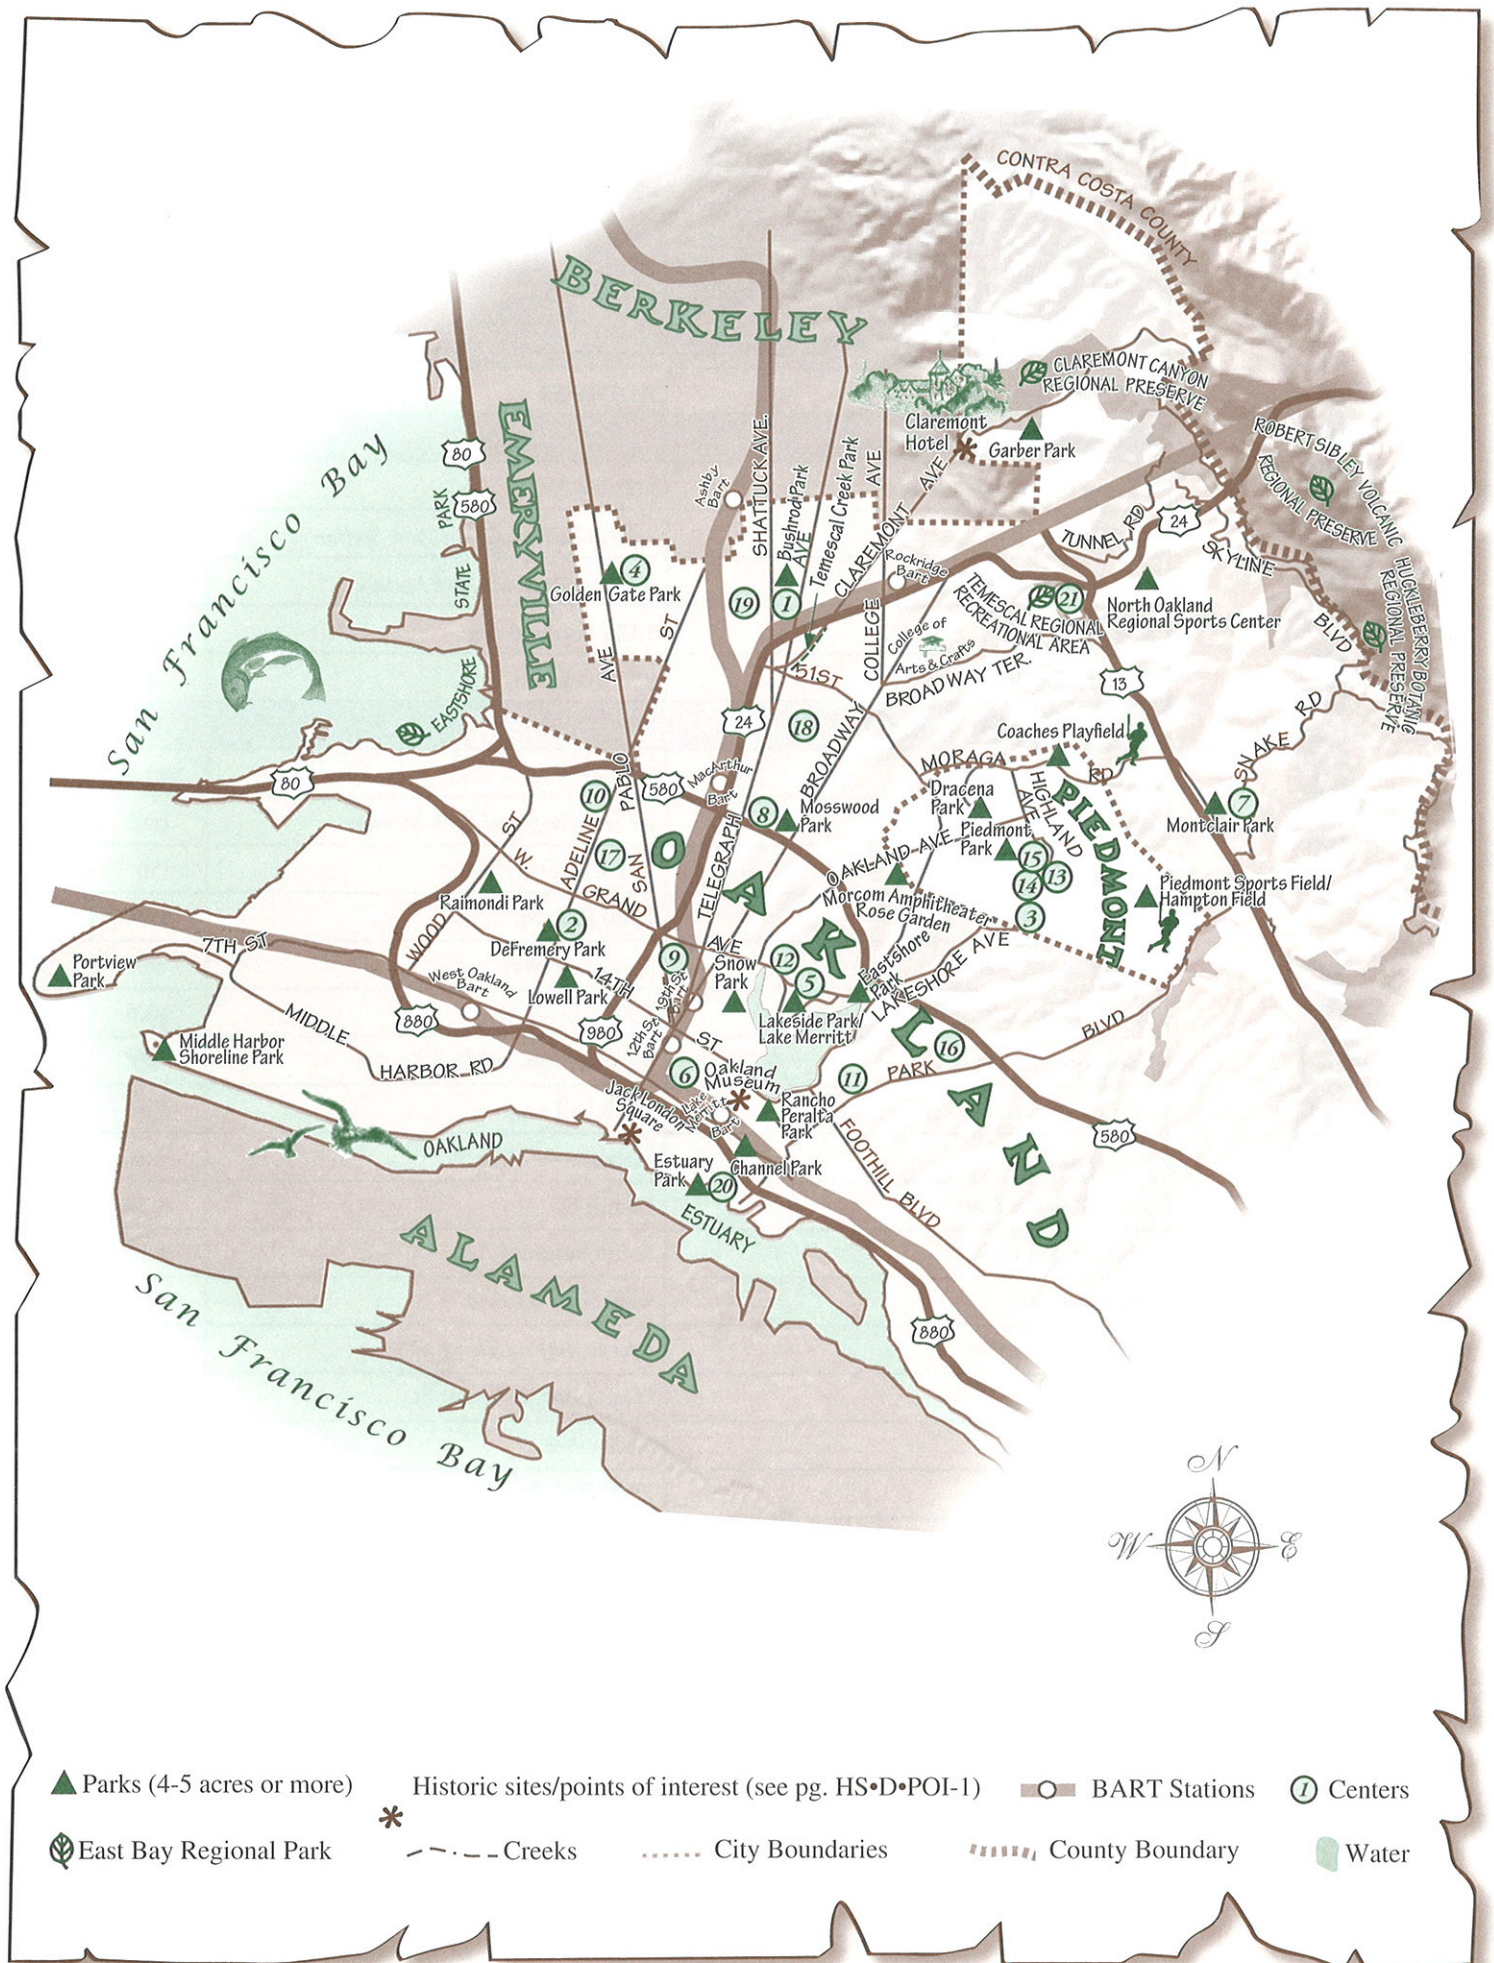 CONTRA COSTA COUNTY
BERKELEY
EMERYVILLE
CLAREMONT CANYON
REGIONAL PRESERVE
Claremont
Hotel
Garber Park
ROBERT SIBLEY VOLCANIC
REGIONAL PRESERVE
HUCKLEBERRY BOTANIC
REGIONAL PRESERVE
San Francisco Bay
80
580
EASTSHORE
STATE
PARK
Ashby
Bart
SHATTUCK AVE.
Bushrod Park
AVE
Temescal Creek Park
CLAREMONT AVE
COLLEGE AVE
Rockridge
Bart
TUNNEL RD
24
SKYLINE
BLVD
4
Golden Gate Park
19
1
TEMESCAL REGIONAL
RECREATIONAL AREA
21
North Oakland
Regional Sports Center
College of
Arts & Crafts
BROADWAY TER.
51ST
ST
AVE
13
24
18
BROADWAY
Coaches Playfield
SNAKE RD
MORAGA
RD
80
PABLO
580
MacArthur
Bart
HIGHLAND
AVE
PIEDMONT
Dracena
Park
10
8
Mosswood
Park
7
Montclair Park
Piedmont
Park
15
13
14
3
17
ADELINE
SAN
TELEGRAPH
OAKLAND AVE
OAKLAND
W.
GRAND
AVE
ST
WOOD
Raimondi Park
Morcom Amphitheater
Rose Garden
Piedmont Sports Field/
Hampton Field
2
DeFremery Park
7TH ST
Portview
Park
West Oakland
Bart
14TH
ST
Lowell Park
9
19th St
Bart
Snow
Park
12
5
Eastshore
Park
LAKESHORE AVE
Lakeside Park/
Lake Merritt
880
980
12th St
Bart
MIDDLE
HARBOR RD
Middle Harbor
Shoreline Park
16
BLVD
PARK
6
Oakland
Museum
11
Jack London
Square
Lake
Merritt
Bart
Rancho
Peralta
Park
FOOTHILL BLVD
580
OAKLAND
ESTUARY
Estuary
Park
20
Channel Park
ALAMEDA
880
San Francisco Bay
N
W
E
S
Parks (4-5 acres or more)
Historic sites/points of interest (see pg. HS•D•POI-1)
BART Stations
1 Centers
East Bay Regional Park
Creeks
City Boundaries
County Boundary
Water